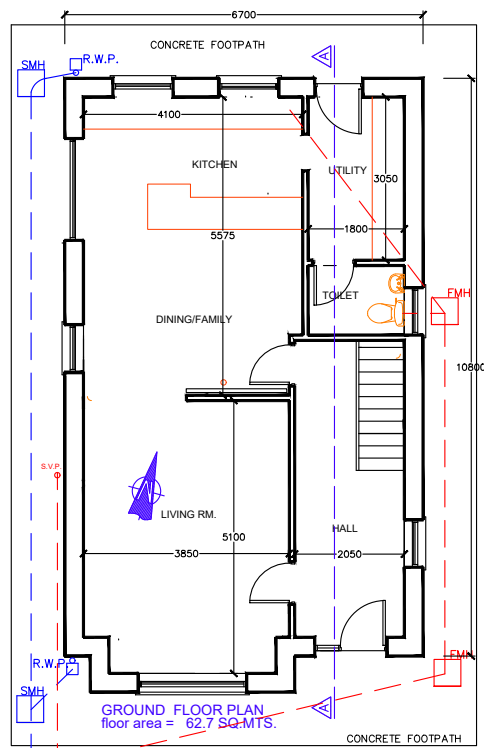 6700
CONCRETE FOOTPATH
A
R.W.P.
SMH
4100
KITCHEN
UTILITY
3050
5575
1800
TOILET
FMH
DINING/FAMILY
10800
S.V.P.
LIVING RM.
HALL
5100
3850
2050
R.W.P.
FMH
SMH
GROUND FLOOR PLAN
floor area = 62.7 SQ.MTS.
A
CONCRETE FOOTPATH